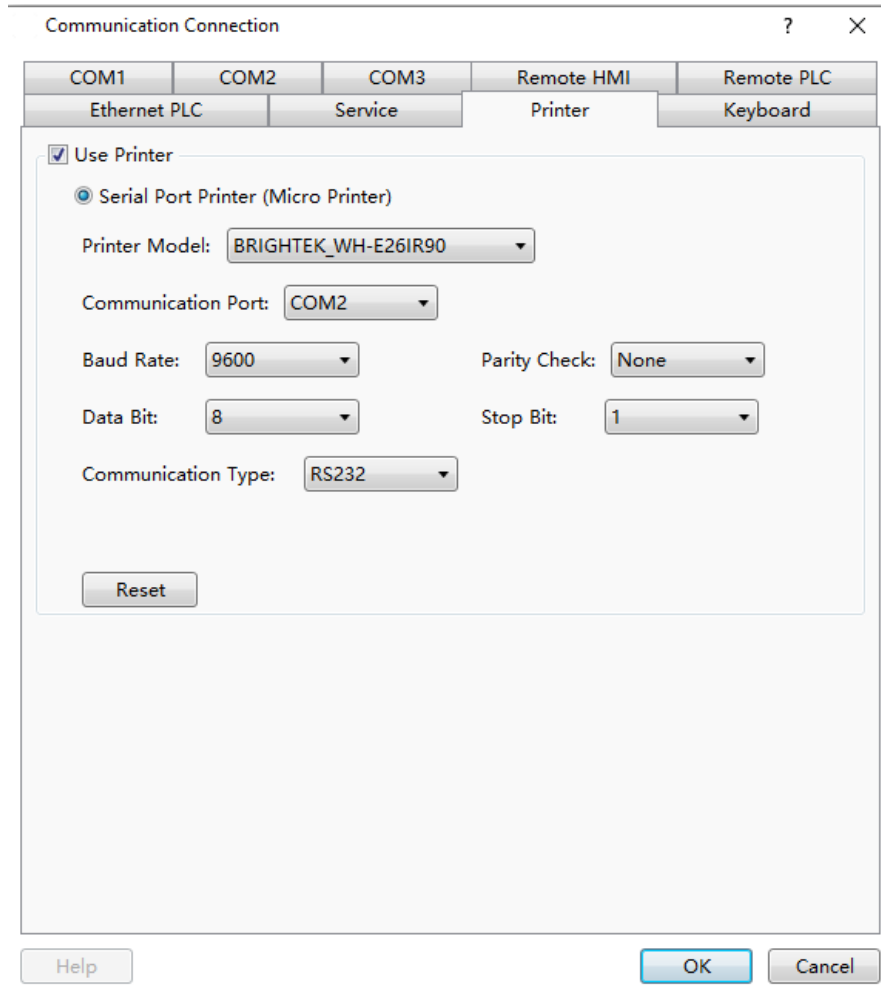 Communication Connection ?
COM1 COM2 COM3 Remote HMI Remote PLC
Ethernet PLC Service Printer Keyboard
Use Printer
Serial Port Printer (Micro Printer)
Printer Model: BRIGHTEK_WH-E26IR90
Communication Port: COM2
Baud Rate: 9600 Parity Check: None
Data Bit: 8 Stop Bit: 1
Communication Type: RS232
Reset
Help OK Cancel